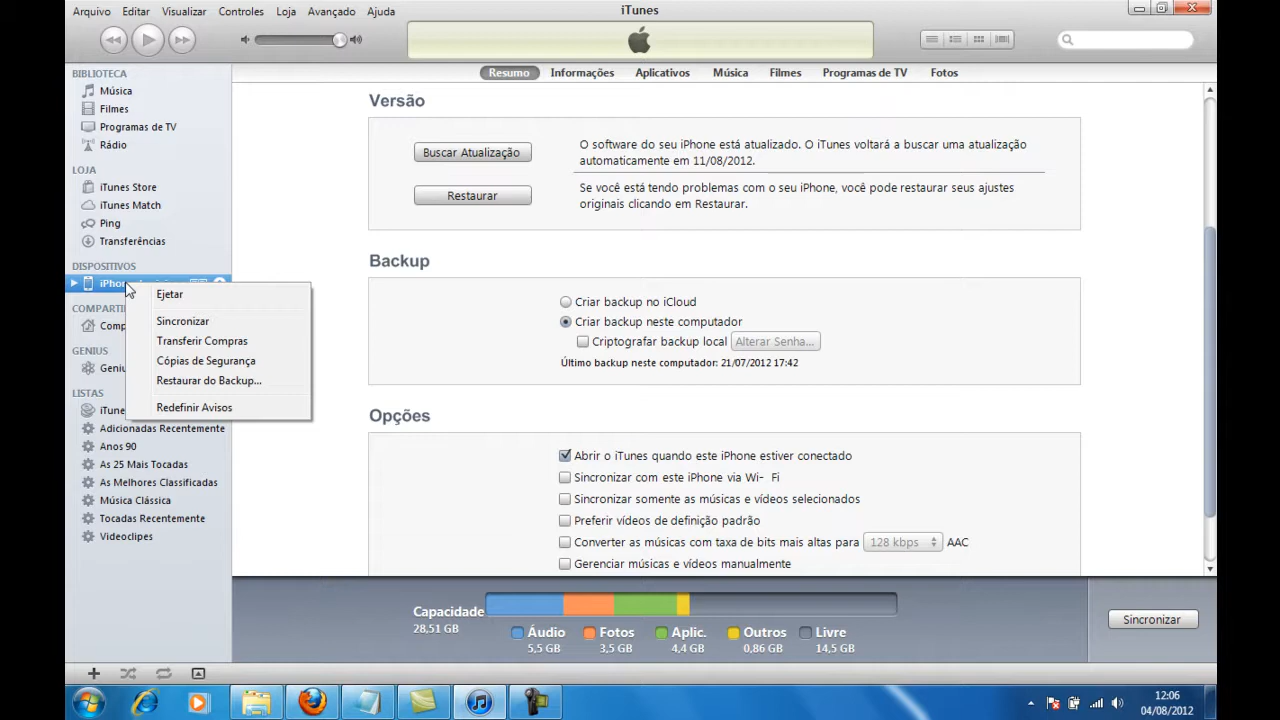 Arquivo Editar Visualizar Controles Loja Avançado Ajuda
iTunes
BIBLIOTECA
Música
Filmes
Programas de TV
Rádio
LOJA
iTunes Store
iTunes Match
Ping
Transferências
DISPOSITIVOS
COMPARTI
Comp
GENIUS
Geniu
LISTAS
iTune
Adicionadas Recentemente
Anos 90
As 25 Mais Tocadas
As Melhores Classificadas
Música Clássica
Tocadas Recentemente
Videoclipes
Ejetar
Sincronizar
Transferir Compras
Cópias de Segurança
Restaurar do Backup...
Redefinir Avisos
Resumo Informações Aplicativos Música Filmes Programas de TV Fotos
Versão
Buscar Atualização
O software do seu iPhone está atualizado. O iTunes voltará a buscar uma atualização
automaticamente em 11/08/2012.
Restaurar
Se você está tendo problemas com o seu iPhone, você pode restaurar seus ajustes
originais clicando em Restaurar.
Backup
Criar backup no iCloud
Criar backup neste computador
Criptografar backup local Alterar Senha...
Último backup neste computador: 21/07/2012 17:42
Opções
Abrir o iTunes quando este iPhone estiver conectado
Sincronizar com este iPhone via Wi- Fi
Sincronizar somente as músicas e vídeos selecionados
Preferir vídeos de definição padrão
Converter as músicas com taxa de bits mais altas para 128 kbps AAC
Gerenciar músicas e vídeos manualmente
Capacidade
28,51 GB
Áudio Fotos Aplic. Outros Livre
5,5 GB 3,5 GB 4,4 GB 0,86 GB 14,5 GB
Sincronizar
12:06
04/08/2012